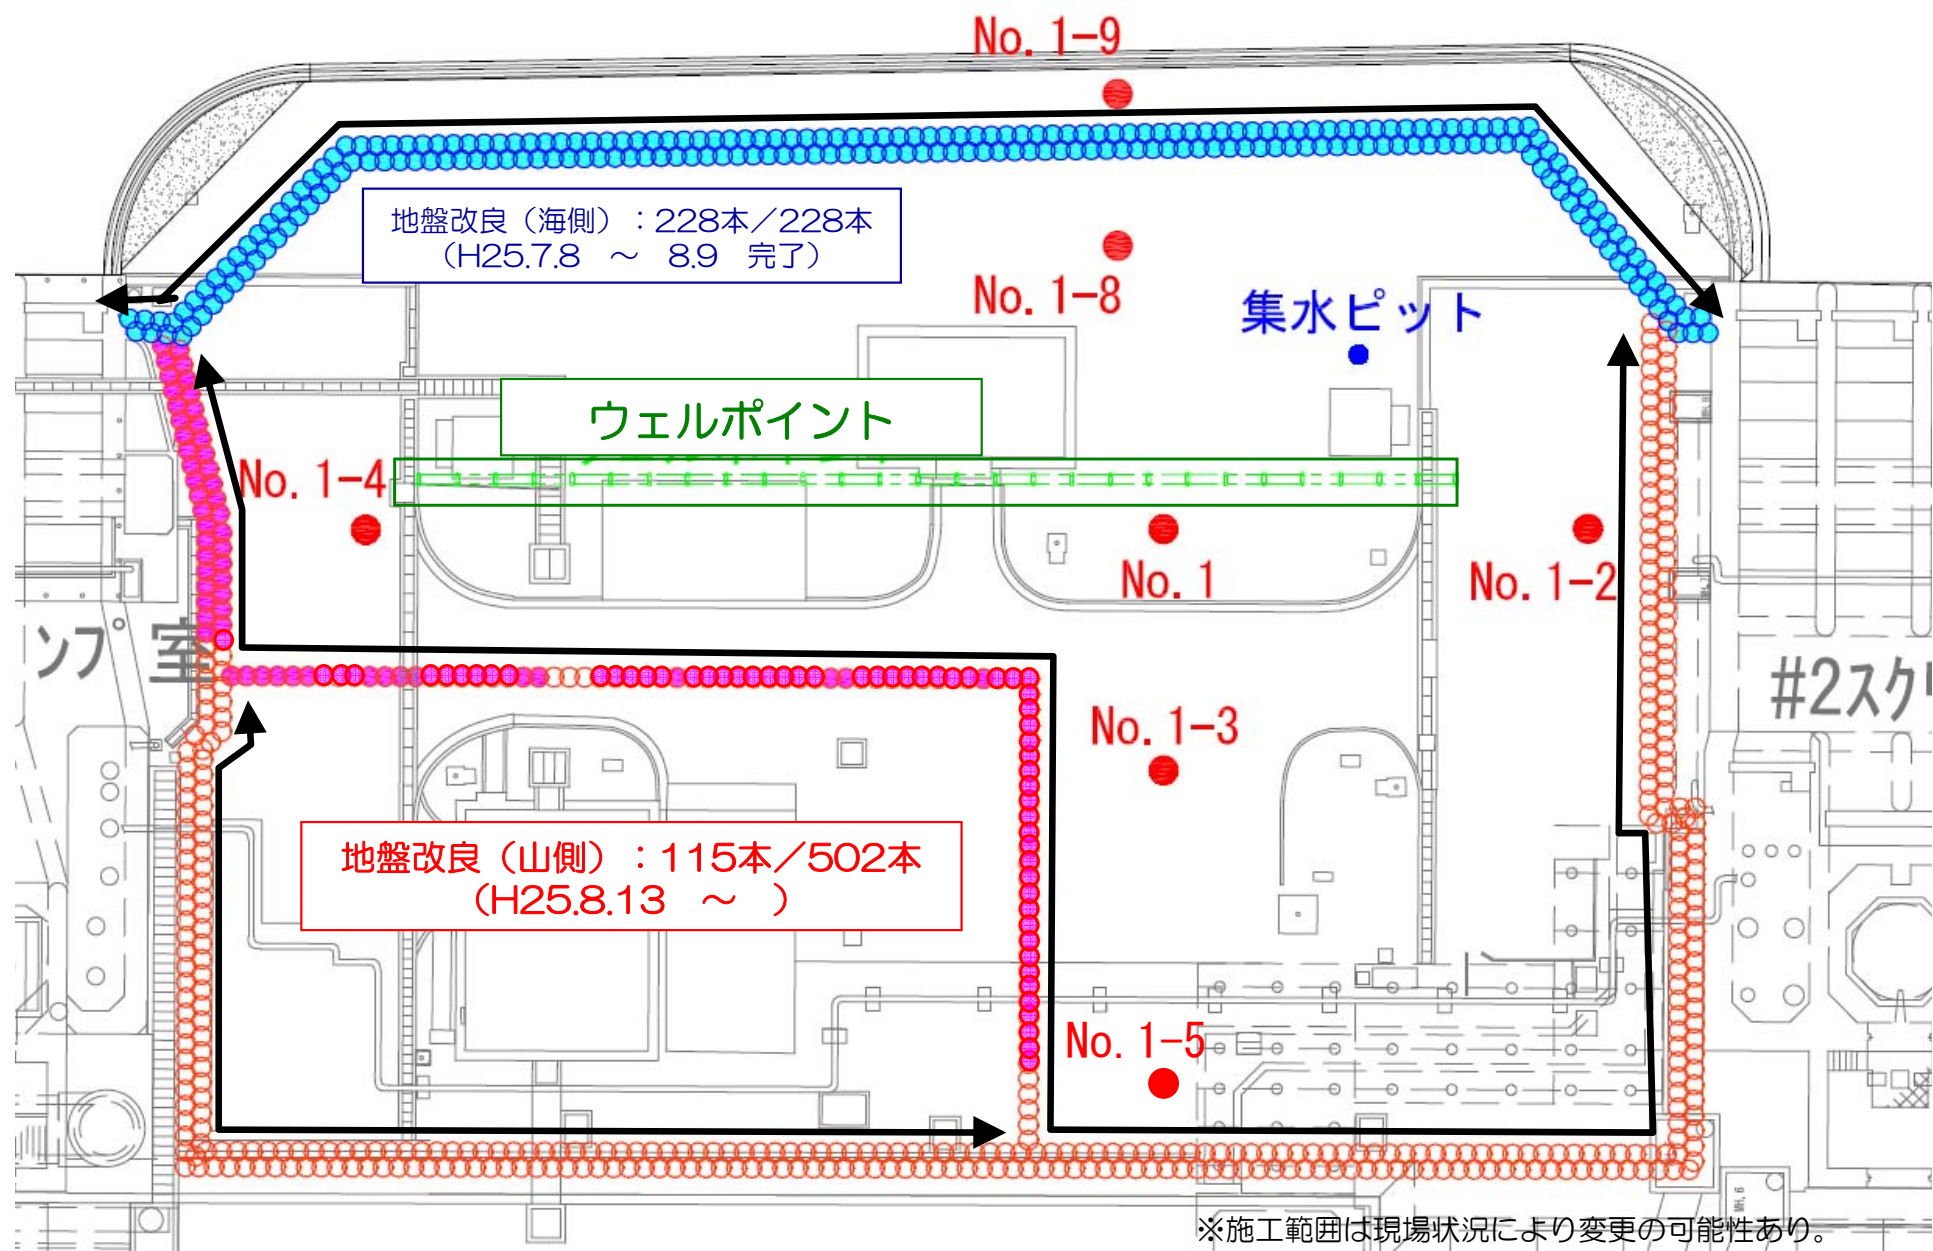 No. 1-9
地盤改良（海側）：228本／228本
（H25.7.8　～　8.9　完了）
No. 1-8
集水ピット
ウェルポイント
No. 1-4
No. 1
No. 1-2
ンプ室
#2スク
No. 1-3
地盤改良（山側）：115本／502本
（H25.8.13　～　）
No. 1-5
MH. 6
※施工範囲は現場状況により変更の可能性あり。